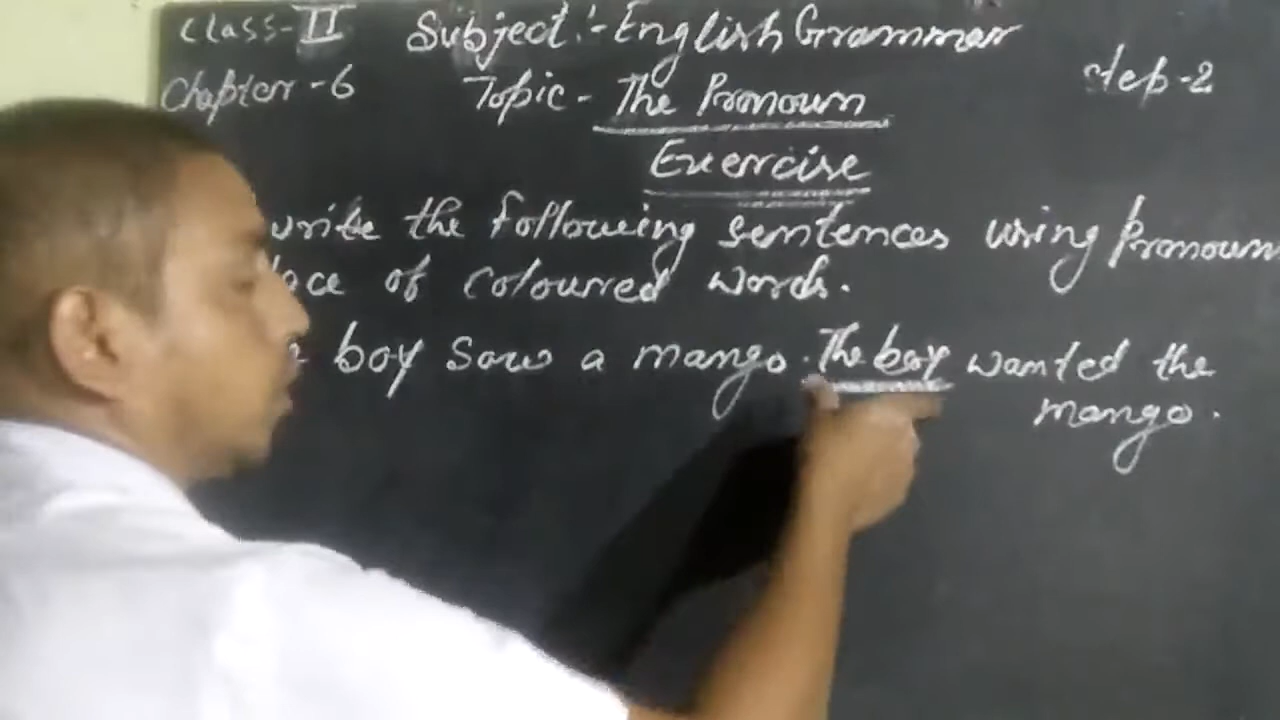 Class-II Subject:-English Grammar
Chapter-6 Topic- The Pronoun Step-2
Exercise
write the following sentences using Pronoun
of coloured words.
boy saw a mango. The boy wanted the
mango.